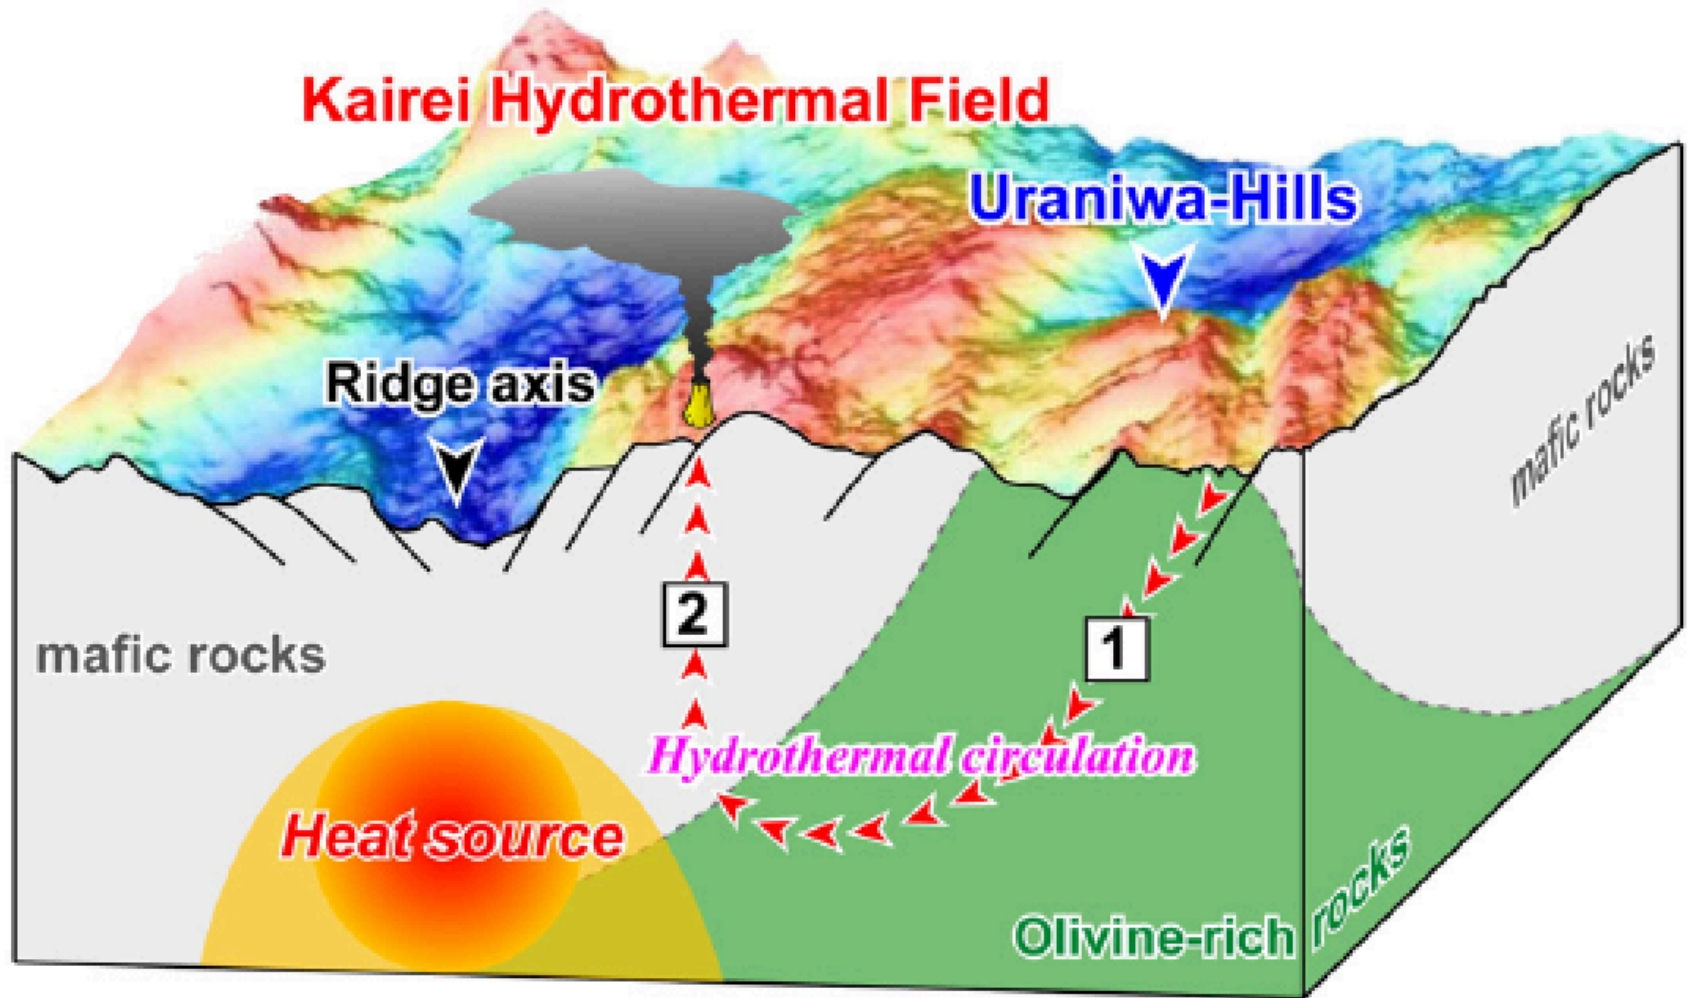 Kairei Hydrothermal Field
Uraniwa-Hills
Ridge axis
mafic rocks
2
1
mafic rocks
Hydrothermal circulation
Heat source
Olivine-rich rocks